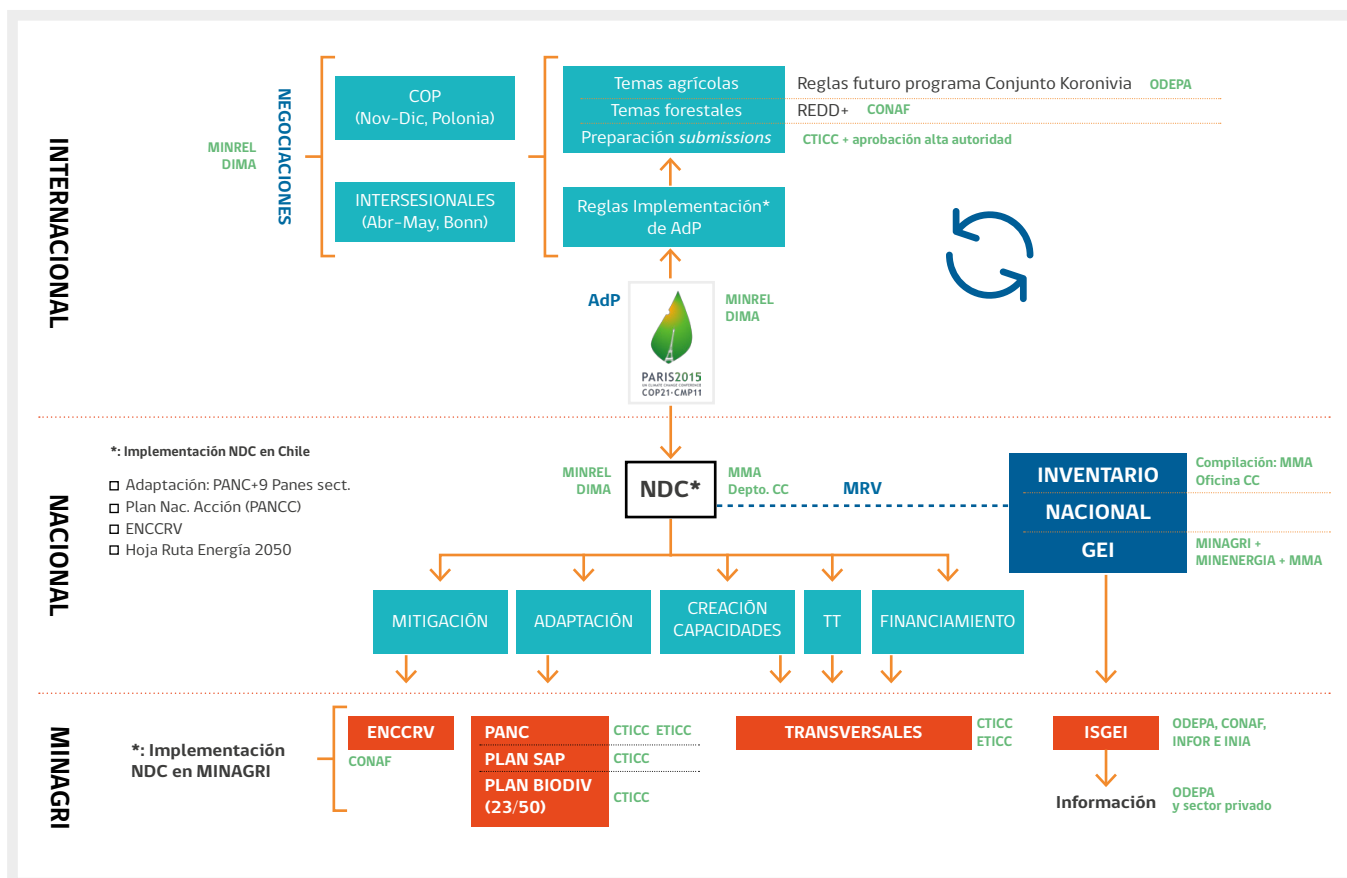 INTERNACIONAL
NEGOCIACIONES
MINREL
DIMA
COP
(Nov-Dic, Polonia)
INTERSESIONALES
(Abr-May, Bonn)
Temas agrícolas
Reglas futuro programa Conjunto Koronivia
ODEPA
Temas forestales
REDD+
CONAF
Preparación submissions
CTICC + aprobación alta autoridad
Reglas Implementación*
de AdP
AdP
MINREL
DIMA
PARIS2015
UN CLIMATE CHANGE CONFERENCE
COP21·CMP11
NACIONAL
*: Implementación NDC en Chile
Adaptación: PANC+9 Panes sect.
Plan Nac. Acción (PANCC)
ENCCRV
Hoja Ruta Energía 2050
MINREL
DIMA
NDC*
MMA
Depto. CC
MRV
INVENTARIO
NACIONAL
GEI
Compilación: MMA
Oficina CC
MINAGRI +
MINENERGIA + MMA
MITIGACIÓN
ADAPTACIÓN
CREACIÓN
CAPACIDADES
TT
FINANCIAMIENTO
MINAGRI
*: Implementación
NDC en MINAGRI
ENCCRV
CONAF
PANC
CTICC ETICC
PLAN SAP
CTICC
PLAN BIODIV
(23/50)
CTICC
TRANSVERSALES
CTICC
ETICC
ISGEI
ODEPA, CONAF,
INFOR E INIA
Información
ODEPA
y sector privado